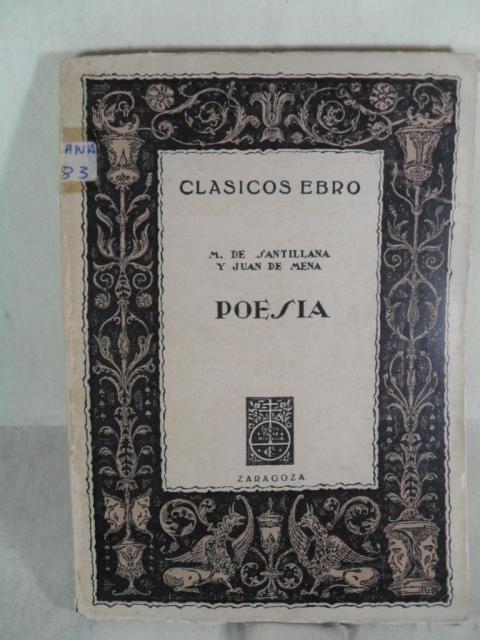 ANA
83
CLASICOS EBRO
M. DE SANTILLANA
Y JUAN DE MENA
POESIA
ZARAGOZA